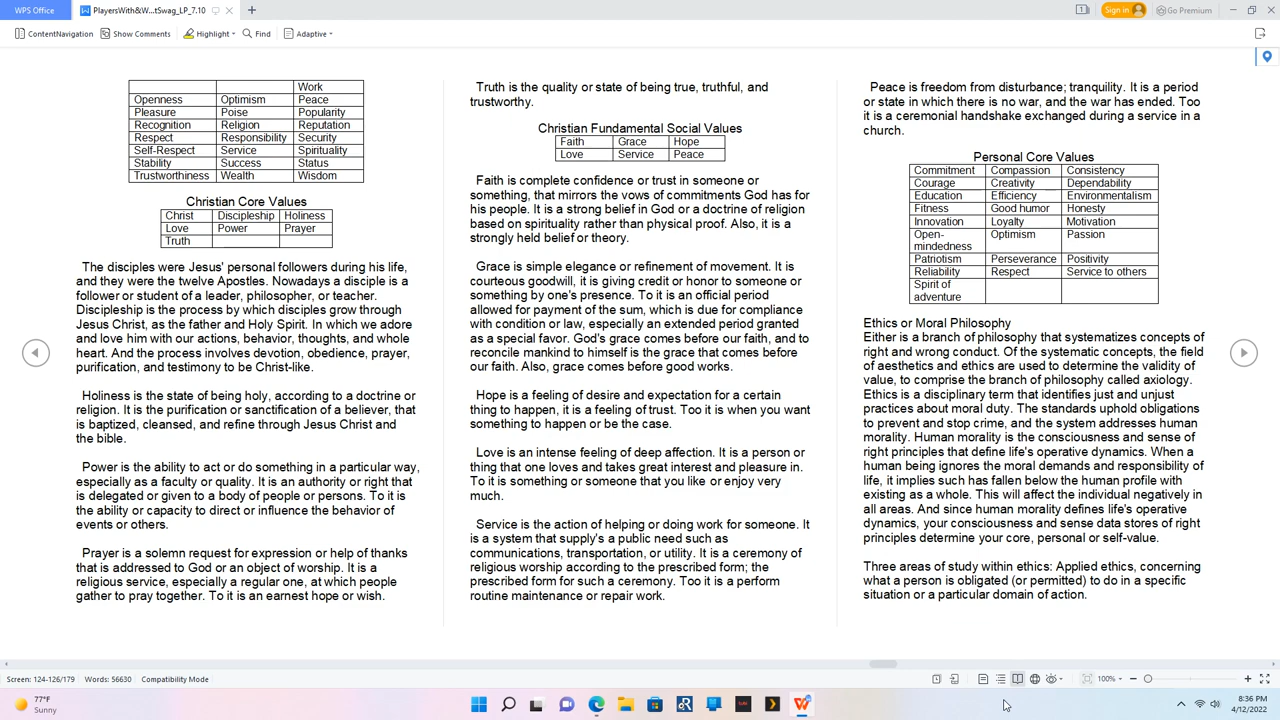 WPS Office
PlayersWith&W...tSwag_LP_7.10
Sign in
Go Premium
ContentNavigation
Show Comments
Highlight
Find
Adaptive
Work
Openness Optimism Peace
Pleasure Poise Popularity
Recognition Religion Reputation
Respect Responsibility Security
Self-Respect Service Spirituality
Stability Success Status
Trustworthiness Wealth Wisdom
Christian Core Values
Christ Discipleship Holiness
Love Power Prayer
Truth
The disciples were Jesus' personal followers during his life,
and they were the twelve Apostles. Nowadays a disciple is a
follower or student of a leader, philosopher, or teacher.
Discipleship is the process by which disciples grow through
Jesus Christ, as the father and Holy Spirit. In which we adore
and love him with our actions, behavior, thoughts, and whole
heart. And the process involves devotion, obedience, prayer,
purification, and testimony to be Christ-like.
Holiness is the state of being holy, according to a doctrine or
religion. It is the purification or sanctification of a believer, that
is baptized, cleansed, and refine through Jesus Christ and
the bible.
Power is the ability to act or do something in a particular way,
especially as a faculty or quality. It is an authority or right that
is delegated or given to a body of people or persons. To it is
the ability or capacity to direct or influence the behavior of
events or others.
Prayer is a solemn request for expression or help of thanks
that is addressed to God or an object of worship. It is a
religious service, especially a regular one, at which people
gather to pray together. To it is an earnest hope or wish.
Truth is the quality or state of being true, truthful, and
trustworthy.
Christian Fundamental Social Values
Faith Grace Hope
Love Service Peace
Faith is complete confidence or trust in someone or
something, that mirrors the vows of commitments God has for
his people. It is a strong belief in God or a doctrine of religion
based on spirituality rather than physical proof. Also, it is a
strongly held belief or theory.
Grace is simple elegance or refinement of movement. It is
courteous goodwill, it is giving credit or honor to someone or
something by one's presence. To it is an official period
allowed for payment of the sum, which is due for compliance
with condition or law, especially an extended period granted
as a special favor. God's grace comes before our faith, and to
reconcile mankind to himself is the grace that comes before
our faith. Also, grace comes before good works.
Hope is a feeling of desire and expectation for a certain
thing to happen, it is a feeling of trust. Too it is when you want
something to happen or be the case.
Love is an intense feeling of deep affection. It is a person or
thing that one loves and takes great interest and pleasure in.
To it is something or someone that you like or enjoy very
much.
Service is the action of helping or doing work for someone. It
is a system that supply's a public need such as
communications, transportation, or utility. It is a ceremony of
religious worship according to the prescribed form; the
prescribed form for such a ceremony. Too it is a perform
routine maintenance or repair work.
Peace is freedom from disturbance; tranquility. It is a period
or state in which there is no war, and the war has ended. Too
it is a ceremonial handshake exchanged during a service in a
church.
Personal Core Values
Commitment Compassion Consistency
Courage Creativity Dependability
Education Efficiency Environmentalism
Fitness Good humor Honesty
Innovation Loyalty Motivation
Open-mindedness Optimism Passion
Patriotism Perseverance Positivity
Reliability Respect Service to others
Spirit of
adventure
Ethics or Moral Philosophy
Either is a branch of philosophy that systematizes concepts of
right and wrong conduct. Of the systematic concepts, the field
of aesthetics and ethics are used to determine the validity of
value, to comprise the branch of philosophy called axiology.
Ethics is a disciplinary term that identifies just and unjust
practices about moral duty. The standards uphold obligations
to prevent and stop crime, and the system addresses human
morality. Human morality is the consciousness and sense of
right principles that define life's operative dynamics. When a
human being ignores the moral demands and responsibility of
life, it implies such has fallen below the human profile with
existing as a whole. This will affect the individual negatively in
all areas. And since human morality defines life's operative
dynamics, your consciousness and sense data stores of right
principles determine your core, personal or self-value.
Three areas of study within ethics: Applied ethics, concerning
what a person is obligated (or permitted) to do in a specific
situation or a particular domain of action.
Screen: 124-126/179 Words: 56630 Compatibility Mode
100%
77°F
Sunny
6:36 PM
4/12/2022